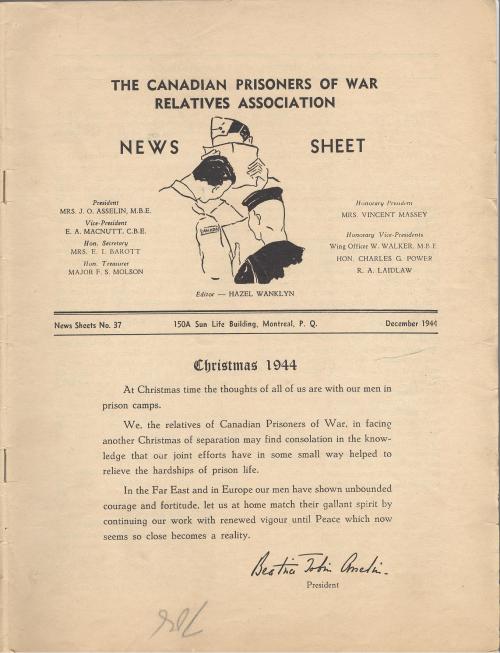 THE CANADIAN PRISONERS OF WAR
RELATIVES ASSOCIATION
NEWS SHEET
CANADA
President
MRS. J. O. ASSELIN, M.B.E.
Vice-President
E. A. MACNUTT, C.B.E.
Hon. Secretary
MRS. E. I. BAROTT
Hon. Treasurer
MAJOR F. S. MOLSON
Honorary President
MRS. VINCENT MASSEY
Honorary Vice-Presidents
Wing Officer W. WALKER, M.B.E
HON. CHARLES G. POWER
R. A. LAIDLAW
Editor — HAZEL WANKLYN
News Sheets No. 37 150A Sun Life Building, Montreal, P. Q. December 1944
Christmas 1944
At Christmas time the thoughts of all of us are with our men in
prison camps.
We, the relatives of Canadian Prisoners of War, in facing
another Christmas of separation may find consolation in the know-
ledge that our joint efforts have in some small way helped to
relieve the hardships of prison life.
In the Far East and in Europe our men have shown unbounded
courage and fortitude, let us at home match their gallant spirit by
continuing our work with renewed vigour until Peace which now
seems so close becomes a reality.
Beatrice Tobin Asselin.
President